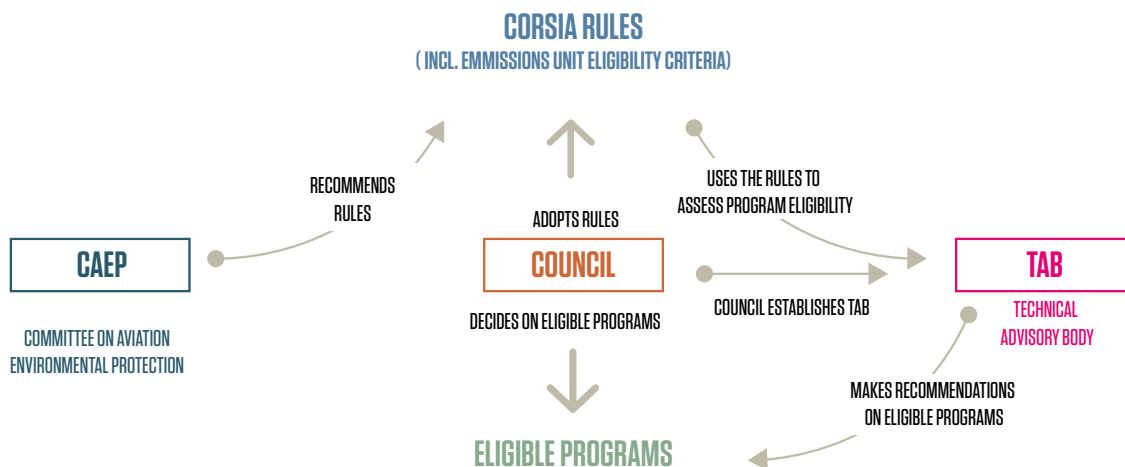 CORSIA RULES
( INCL. EMMISSIONS UNIT ELIGIBILITY CRITERIA)
RECOMMENDS
RULES
USES THE RULES TO
ASSESS PROGRAM ELIGIBILITY
ADOPTS RULES
CAEP
COUNCIL
TAB
COMMITTEE ON AVIATION
ENVIRONMENTAL PROTECTION
DECIDES ON ELIGIBLE PROGRAMS
COUNCIL ESTABLISHES TAB
TECHNICAL
ADVISORY BODY
MAKES RECOMMENDATIONS
ON ELIGIBLE PROGRAMS
ELIGIBLE PROGRAMS